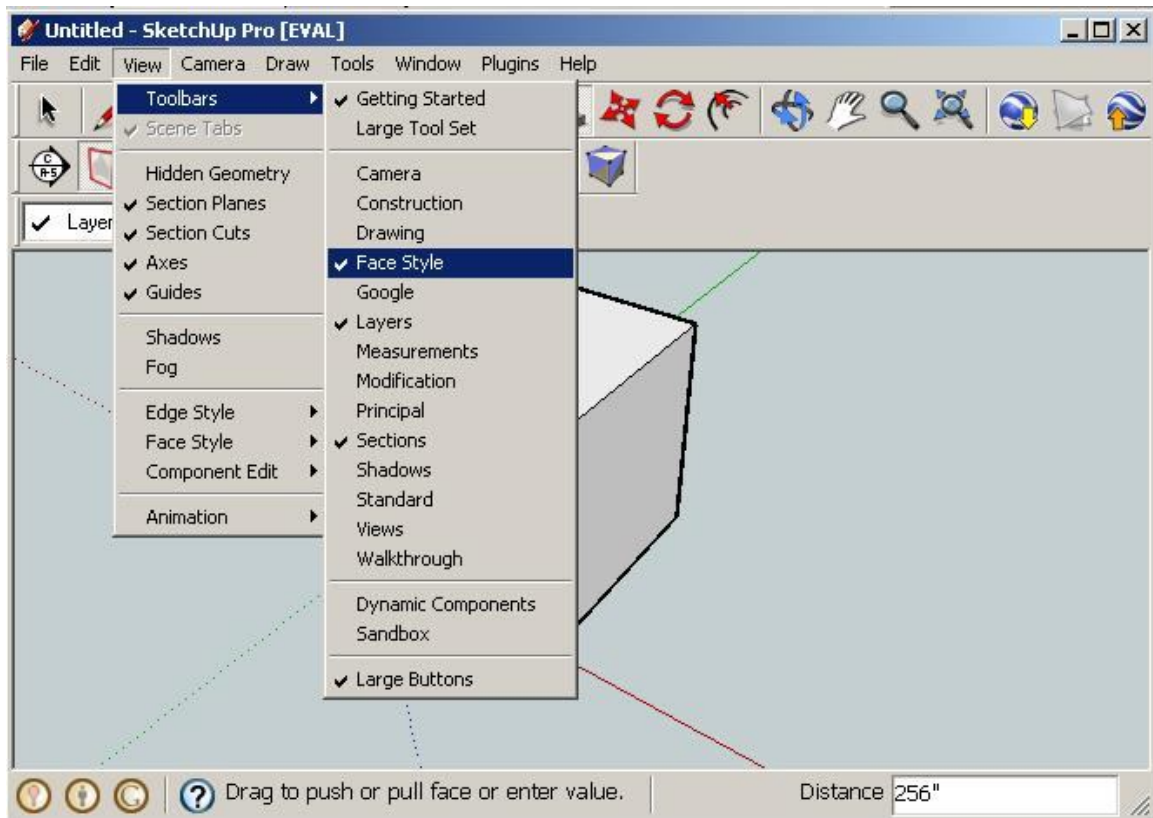 Untitled - SketchUp Pro [EVAL]
File Edit View Camera Draw Tools Window Plugins Help
Toolbars
Scene Tabs
Hidden Geometry
Section Planes
Section Cuts
Axes
Guides
Shadows
Fog
Edge Style
Face Style
Component Edit
Animation
Getting Started
Large Tool Set
Camera
Construction
Drawing
Face Style
Google
Layers
Measurements
Modification
Principal
Sections
Shadows
Standard
Views
Walkthrough
Dynamic Components
Sandbox
Large Buttons
C
A-5
Layer
Drag to push or pull face or enter value.
Distance 256"